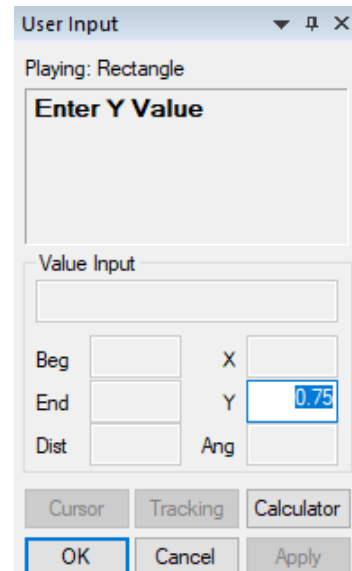 User Input
Playing: Rectangle
Enter Y Value
Value Input
Beg X
End Y 0.75
Dist Ang
Cursor Tracking Calculator
OK Cancel Apply